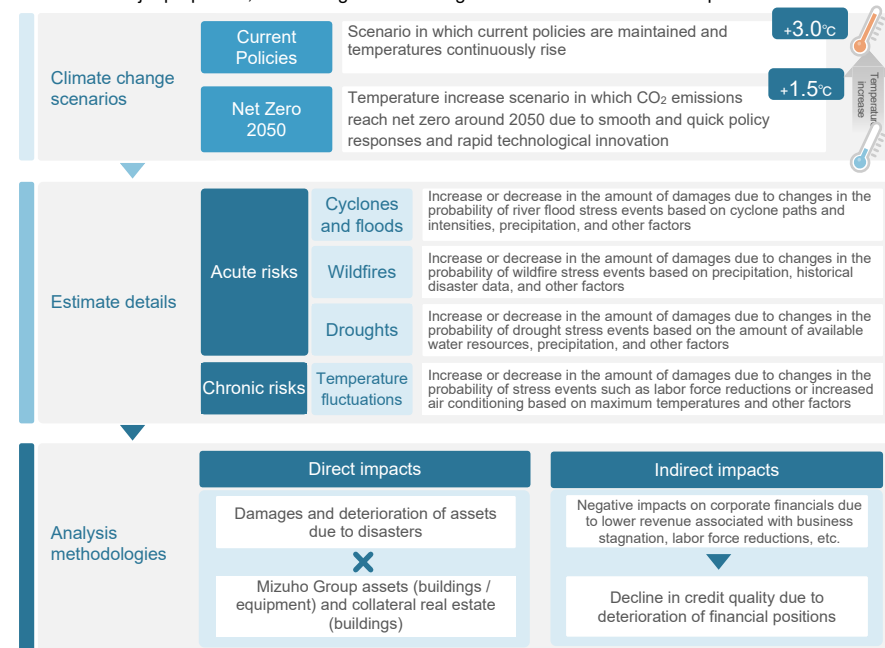 Climate change
scenarios
Current
Policies
Scenario in which current policies are maintained and
temperatures continuously rise
+3.0℃
Net Zero
2050
Temperature increase scenario in which CO₂ emissions
reach net zero around 2050 due to smooth and quick policy
responses and rapid technological innovation
+1.5℃
Temperature
increase
Estimate details
Acute risks
Cyclones
and floods
Increase or decrease in the amount of damages due to changes in the
probability of river flood stress events based on cyclone paths and
intensities, precipitation, and other factors
Wildfires
Increase or decrease in the amount of damages due to changes in the
probability of wildfire stress events based on precipitation, historical
disaster data, and other factors
Droughts
Increase or decrease in the amount of damages due to changes in the
probability of drought stress events based on the amount of available
water resources, precipitation, and other factors
Chronic risks
Temperature
fluctuations
Increase or decrease in the amount of damages due to changes in the
probability of stress events such as labor force reductions or increased
air conditioning based on maximum temperatures and other factors
Analysis
methodologies
Direct impacts
Damages and deterioration of assets
due to disasters
Mizuho Group assets (buildings /
equipment) and collateral real estate
(buildings)
Indirect impacts
Negative impacts on corporate financials due
to lower revenue associated with business
stagnation, labor force reductions, etc.
Decline in credit quality due to
deterioration of financial positions